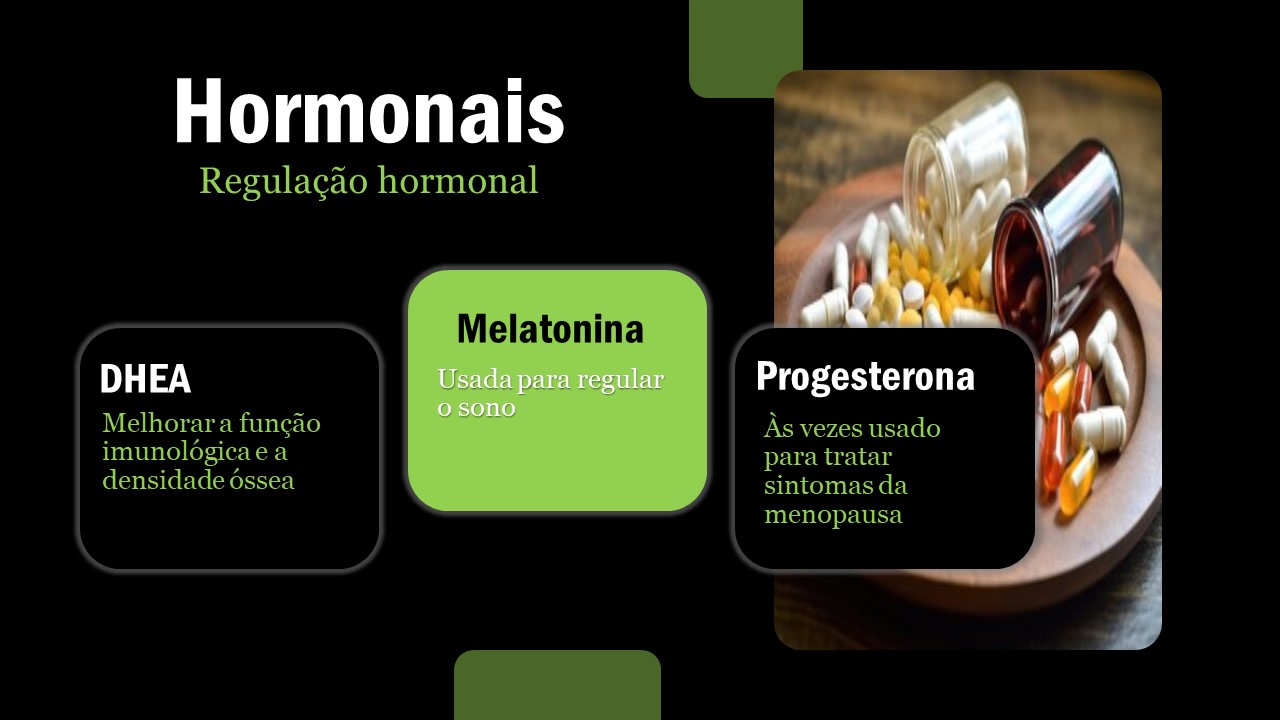 Hormonais
Regulação hormonal
DHEA
Melhorar a função
imunológica e a
densidade óssea
Melatonina
Usada para regular
o sono
Progesterona
Às vezes usado
para tratar
sintomas da
menopausa